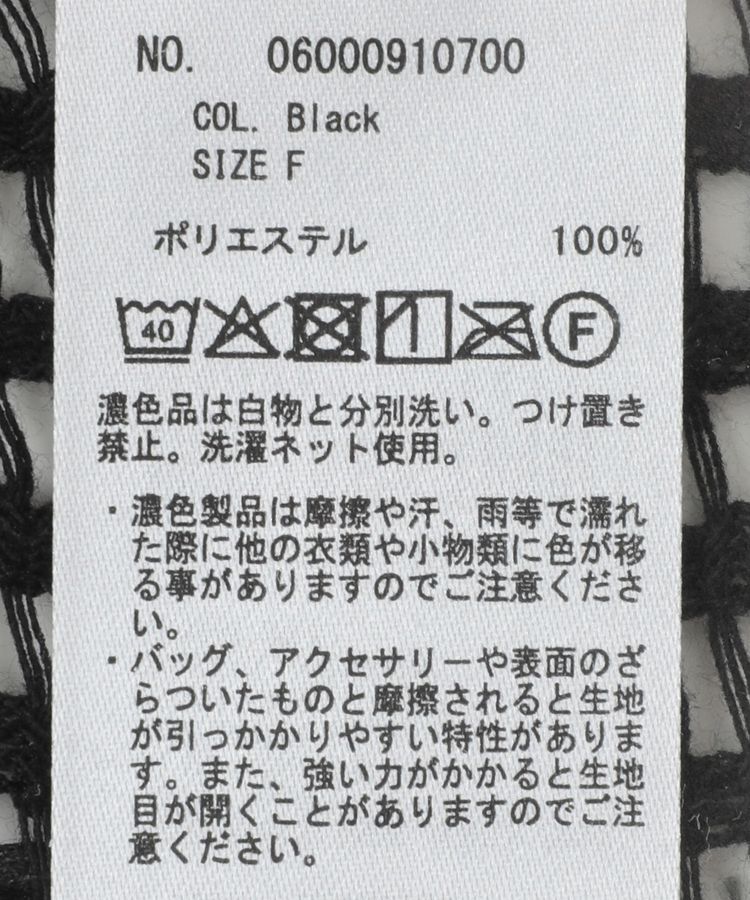 NO. 06000910700
COL. Black
SIZE F
ポリエステル 100%
40 F
濃色品は白物と分別洗い。つけ置き
禁止。洗濯ネット使用。
・濃色製品は摩擦や汗、雨等で濡れ
た際に他の衣類や小物類に色が移
る事がありますのでご注意くださ
い。
・バッグ、アクセサリーや表面のざ
らついたものと摩擦されると生地
が引っかかりやすい特性がありま
す。また、強い力がかかると生地
目が開くことがありますのでご注
意ください。